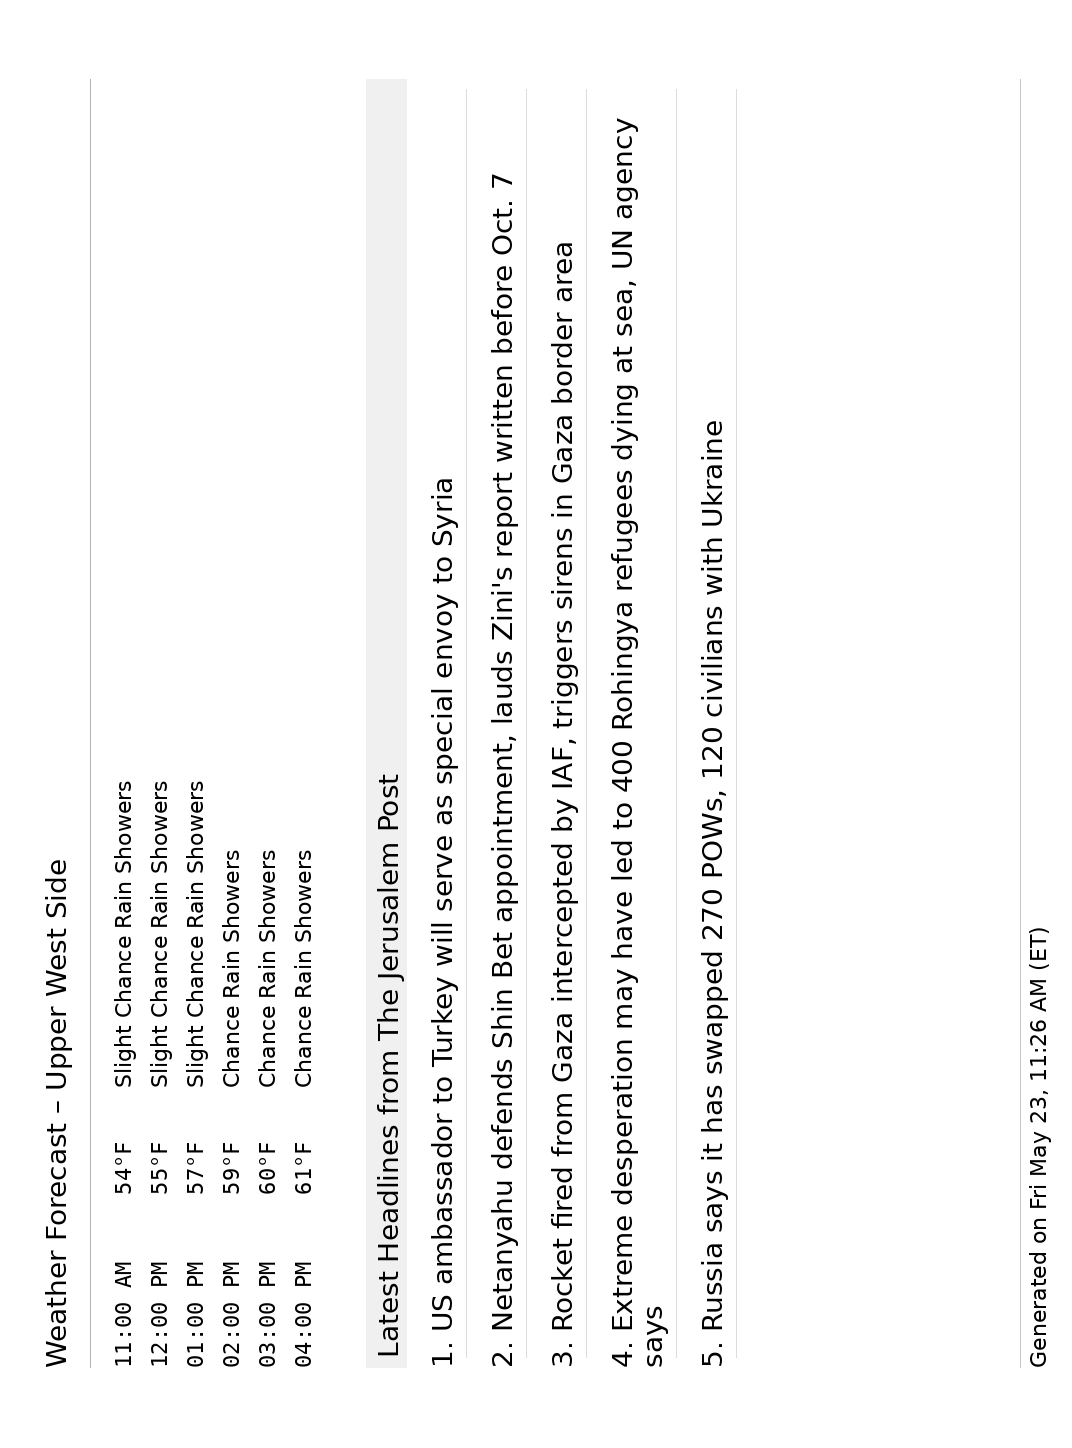 Weather Forecast – Upper West Side
11:00 AM 54°F Slight Chance Rain Showers
12:00 PM 55°F Slight Chance Rain Showers
01:00 PM 57°F Slight Chance Rain Showers
02:00 PM 59°F Chance Rain Showers
03:00 PM 60°F Chance Rain Showers
04:00 PM 61°F Chance Rain Showers
Latest Headlines from The Jerusalem Post
1. US ambassador to Turkey will serve as special envoy to Syria
2. Netanyahu defends Shin Bet appointment, lauds Zini's report written before Oct. 7
3. Rocket fired from Gaza intercepted by IAF, triggers sirens in Gaza border area
4. Extreme desperation may have led to 400 Rohingya refugees dying at sea, UN agency
says
5. Russia says it has swapped 270 POWs, 120 civilians with Ukraine
Generated on Fri May 23, 11:26 AM (ET)